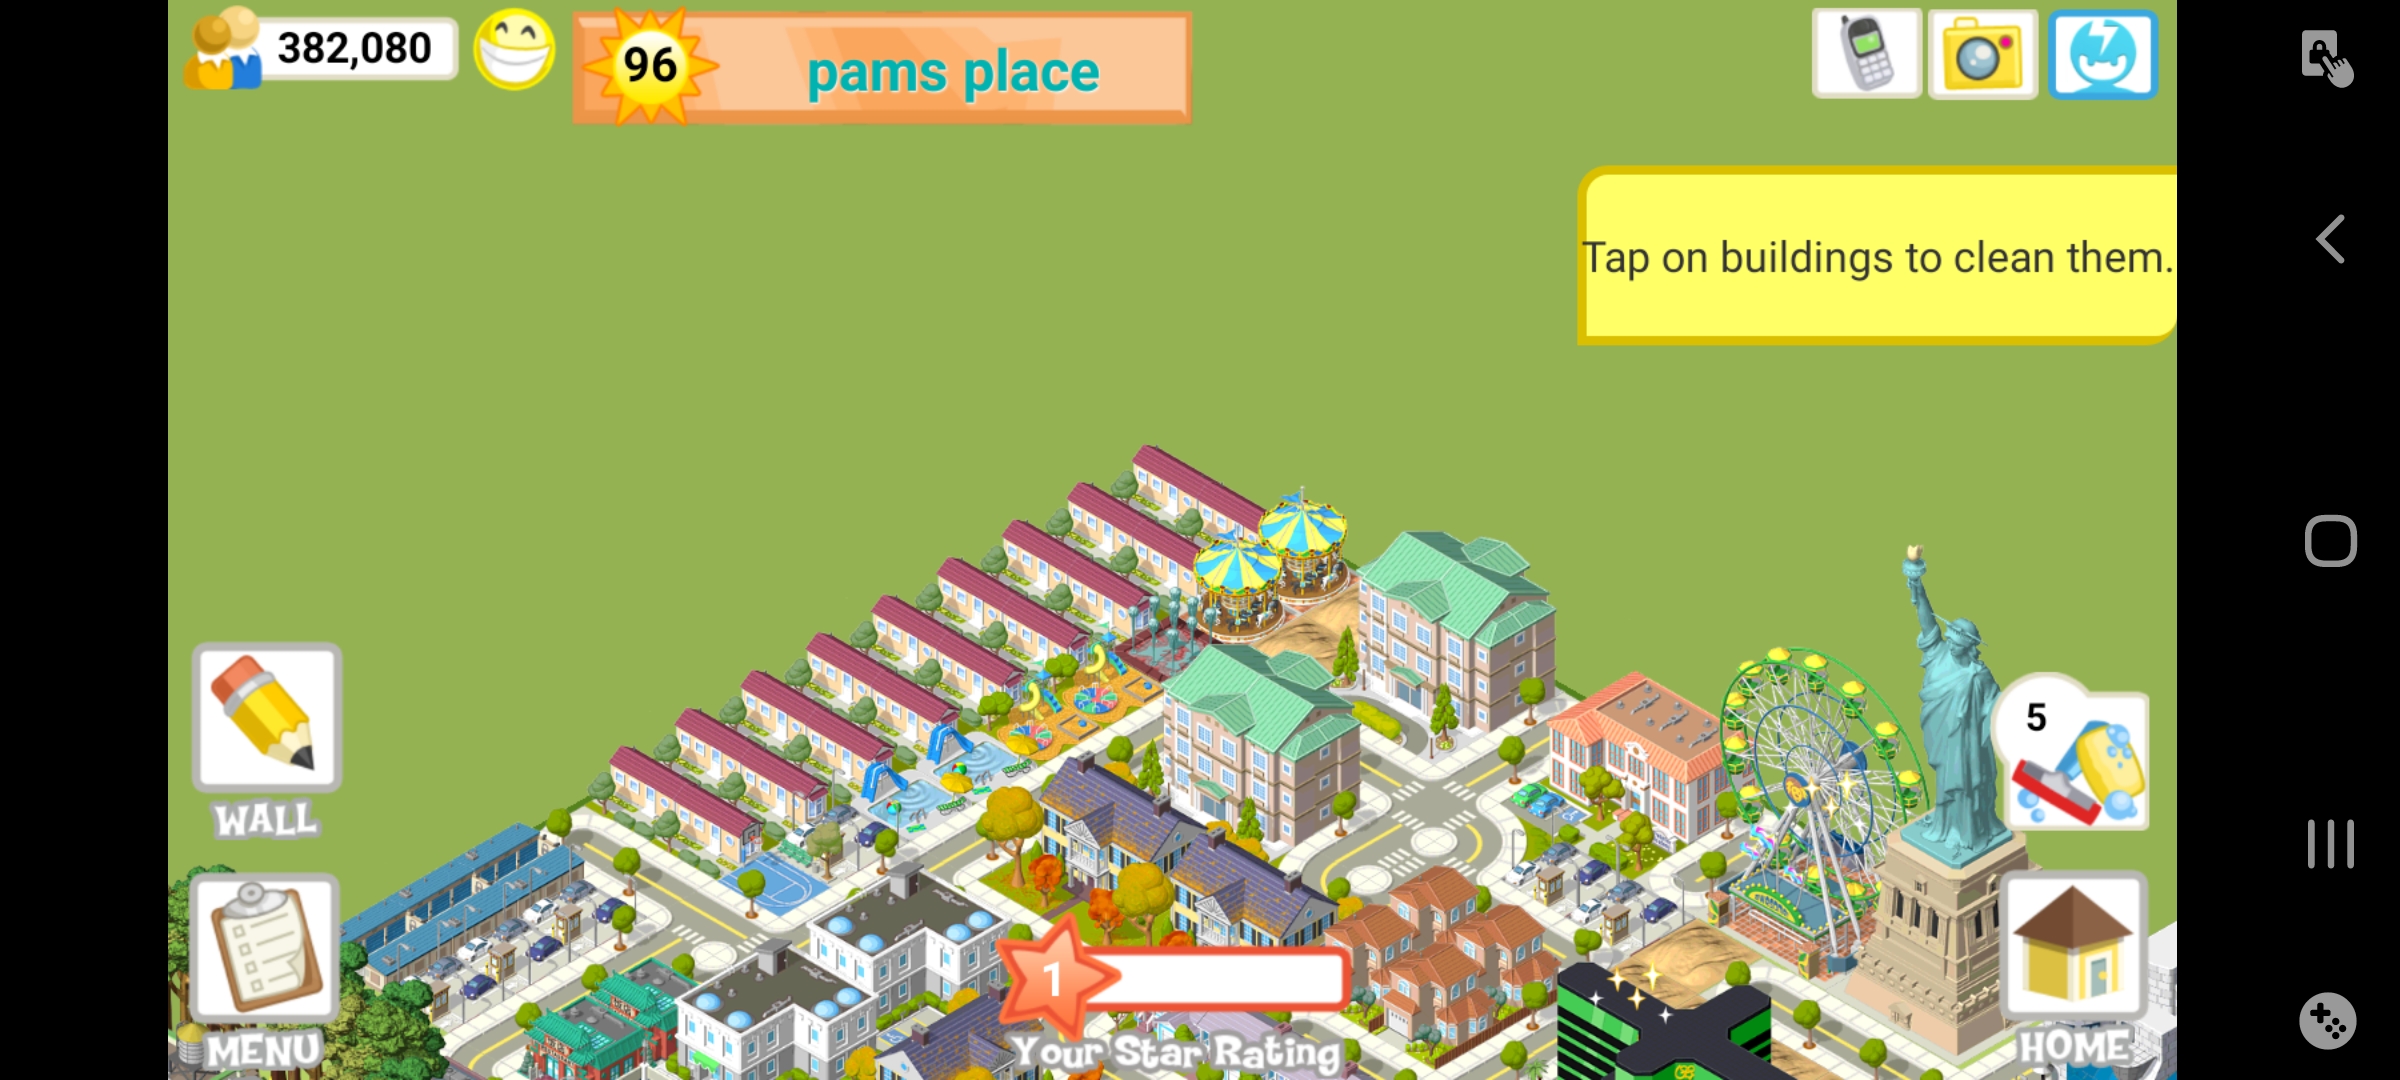 382,080
96
pams place
Tap on buildings to clean them.
WALL
5
1
MENU
Your Star Rating
HOME